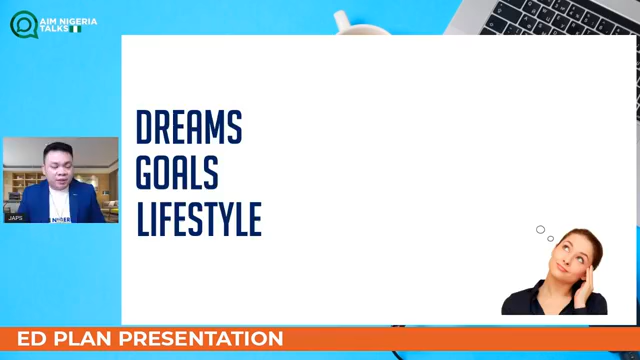 AIM NIGERIA
TALKS
DREAMS
GOALS
LIFESTYLE
JAPS
ED PLAN PRESENTATION